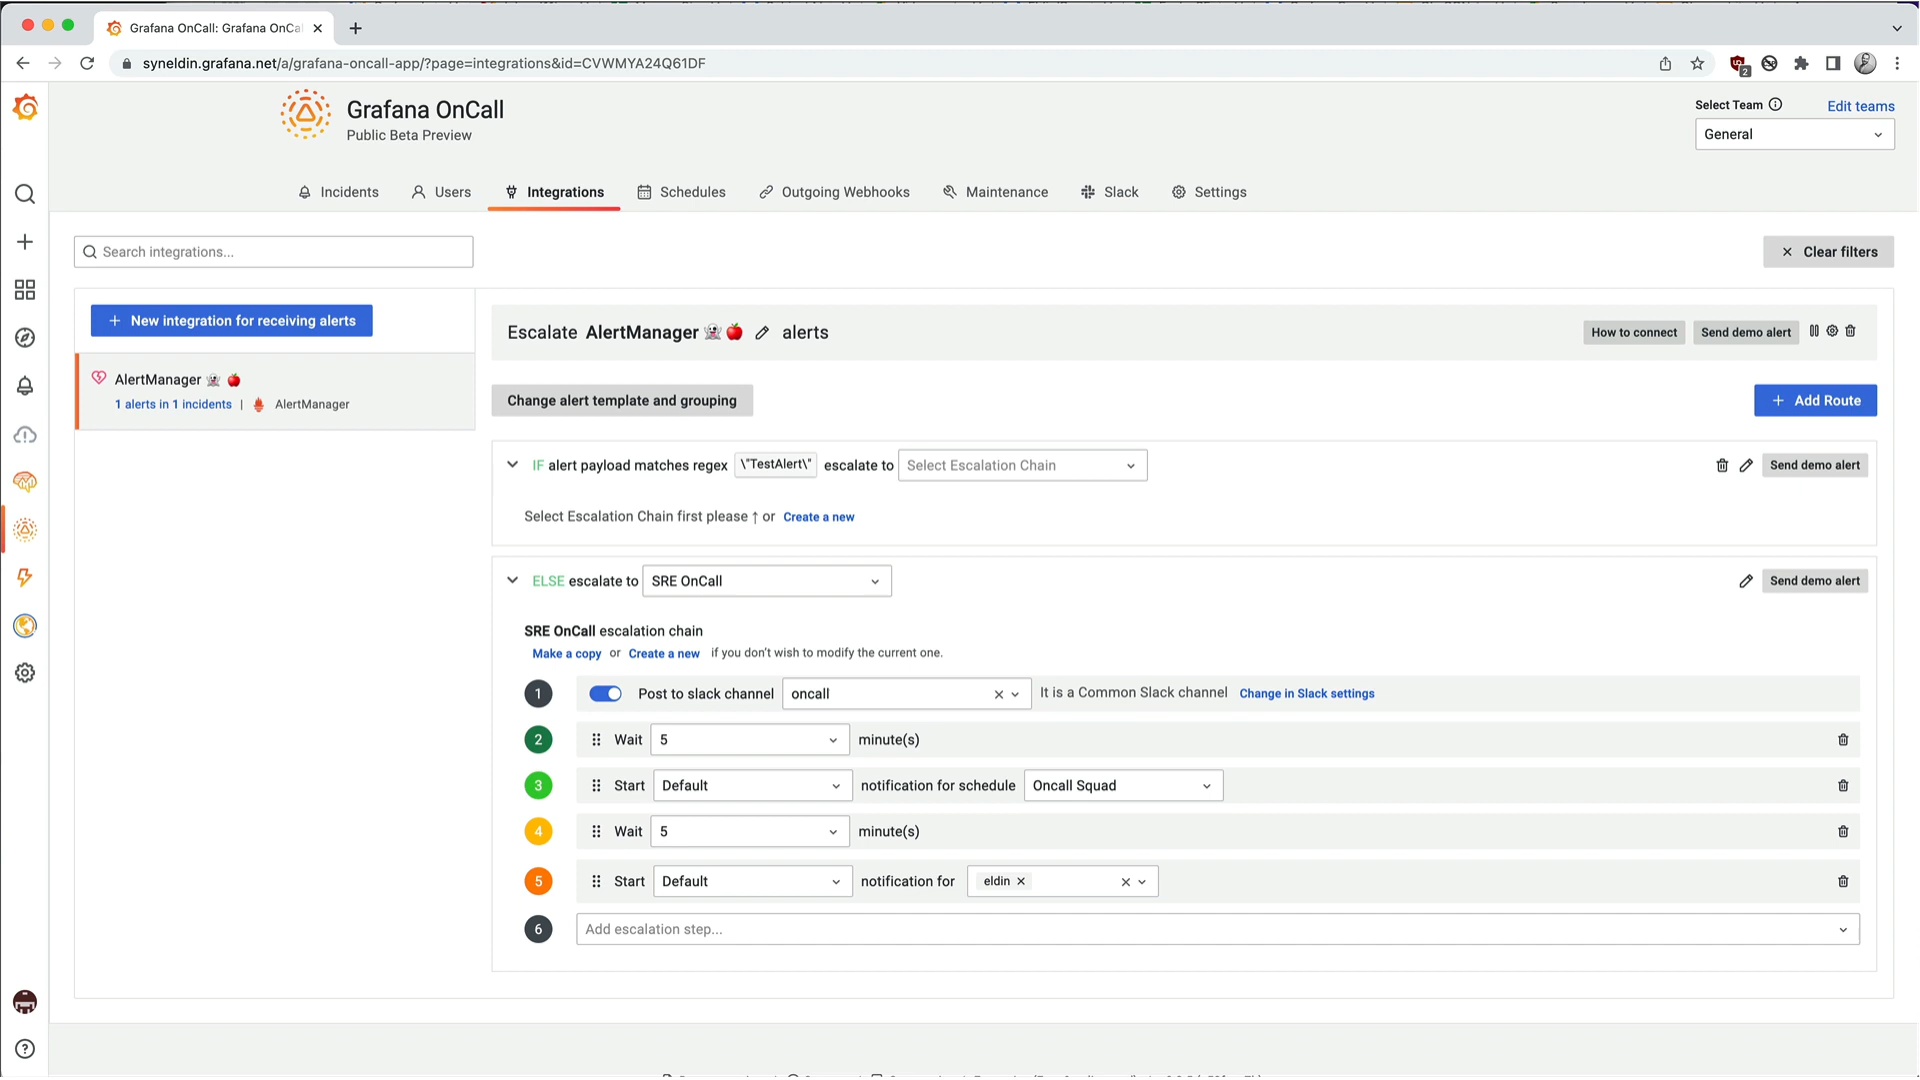 Grafana OnCall: Grafana OnCa
syneldin.grafana.net/a/grafana-oncall-app/?page=integrations&id=CVWMYA24Q61DF
2
Grafana OnCall
Public Beta Preview
Select Team
Edit teams
General
Incidents
Users
Integrations
Schedules
Outgoing Webhooks
Maintenance
Slack
Settings
Search integrations...
× Clear filters
+ New integration for receiving alerts
AlertManager 👻 🍎
1 alerts in 1 incidents | AlertManager
Escalate AlertManager 👻🍎 alerts
How to connect
Send demo alert
Change alert template and grouping
+ Add Route
IF alert payload matches regex \"TestAlert\" escalate to Select Escalation Chain
Send demo alert
Select Escalation Chain first please ↑ or Create a new
ELSE escalate to SRE OnCall
Send demo alert
SRE OnCall escalation chain
Make a copy or Create a new if you don't wish to modify the current one.
1 Post to slack channel oncall It is a Common Slack channel Change in Slack settings
2 Wait 5 minute(s)
3 Start Default notification for schedule Oncall Squad
4 Wait 5 minute(s)
5 Start Default notification for eldin ×
6 Add escalation step...